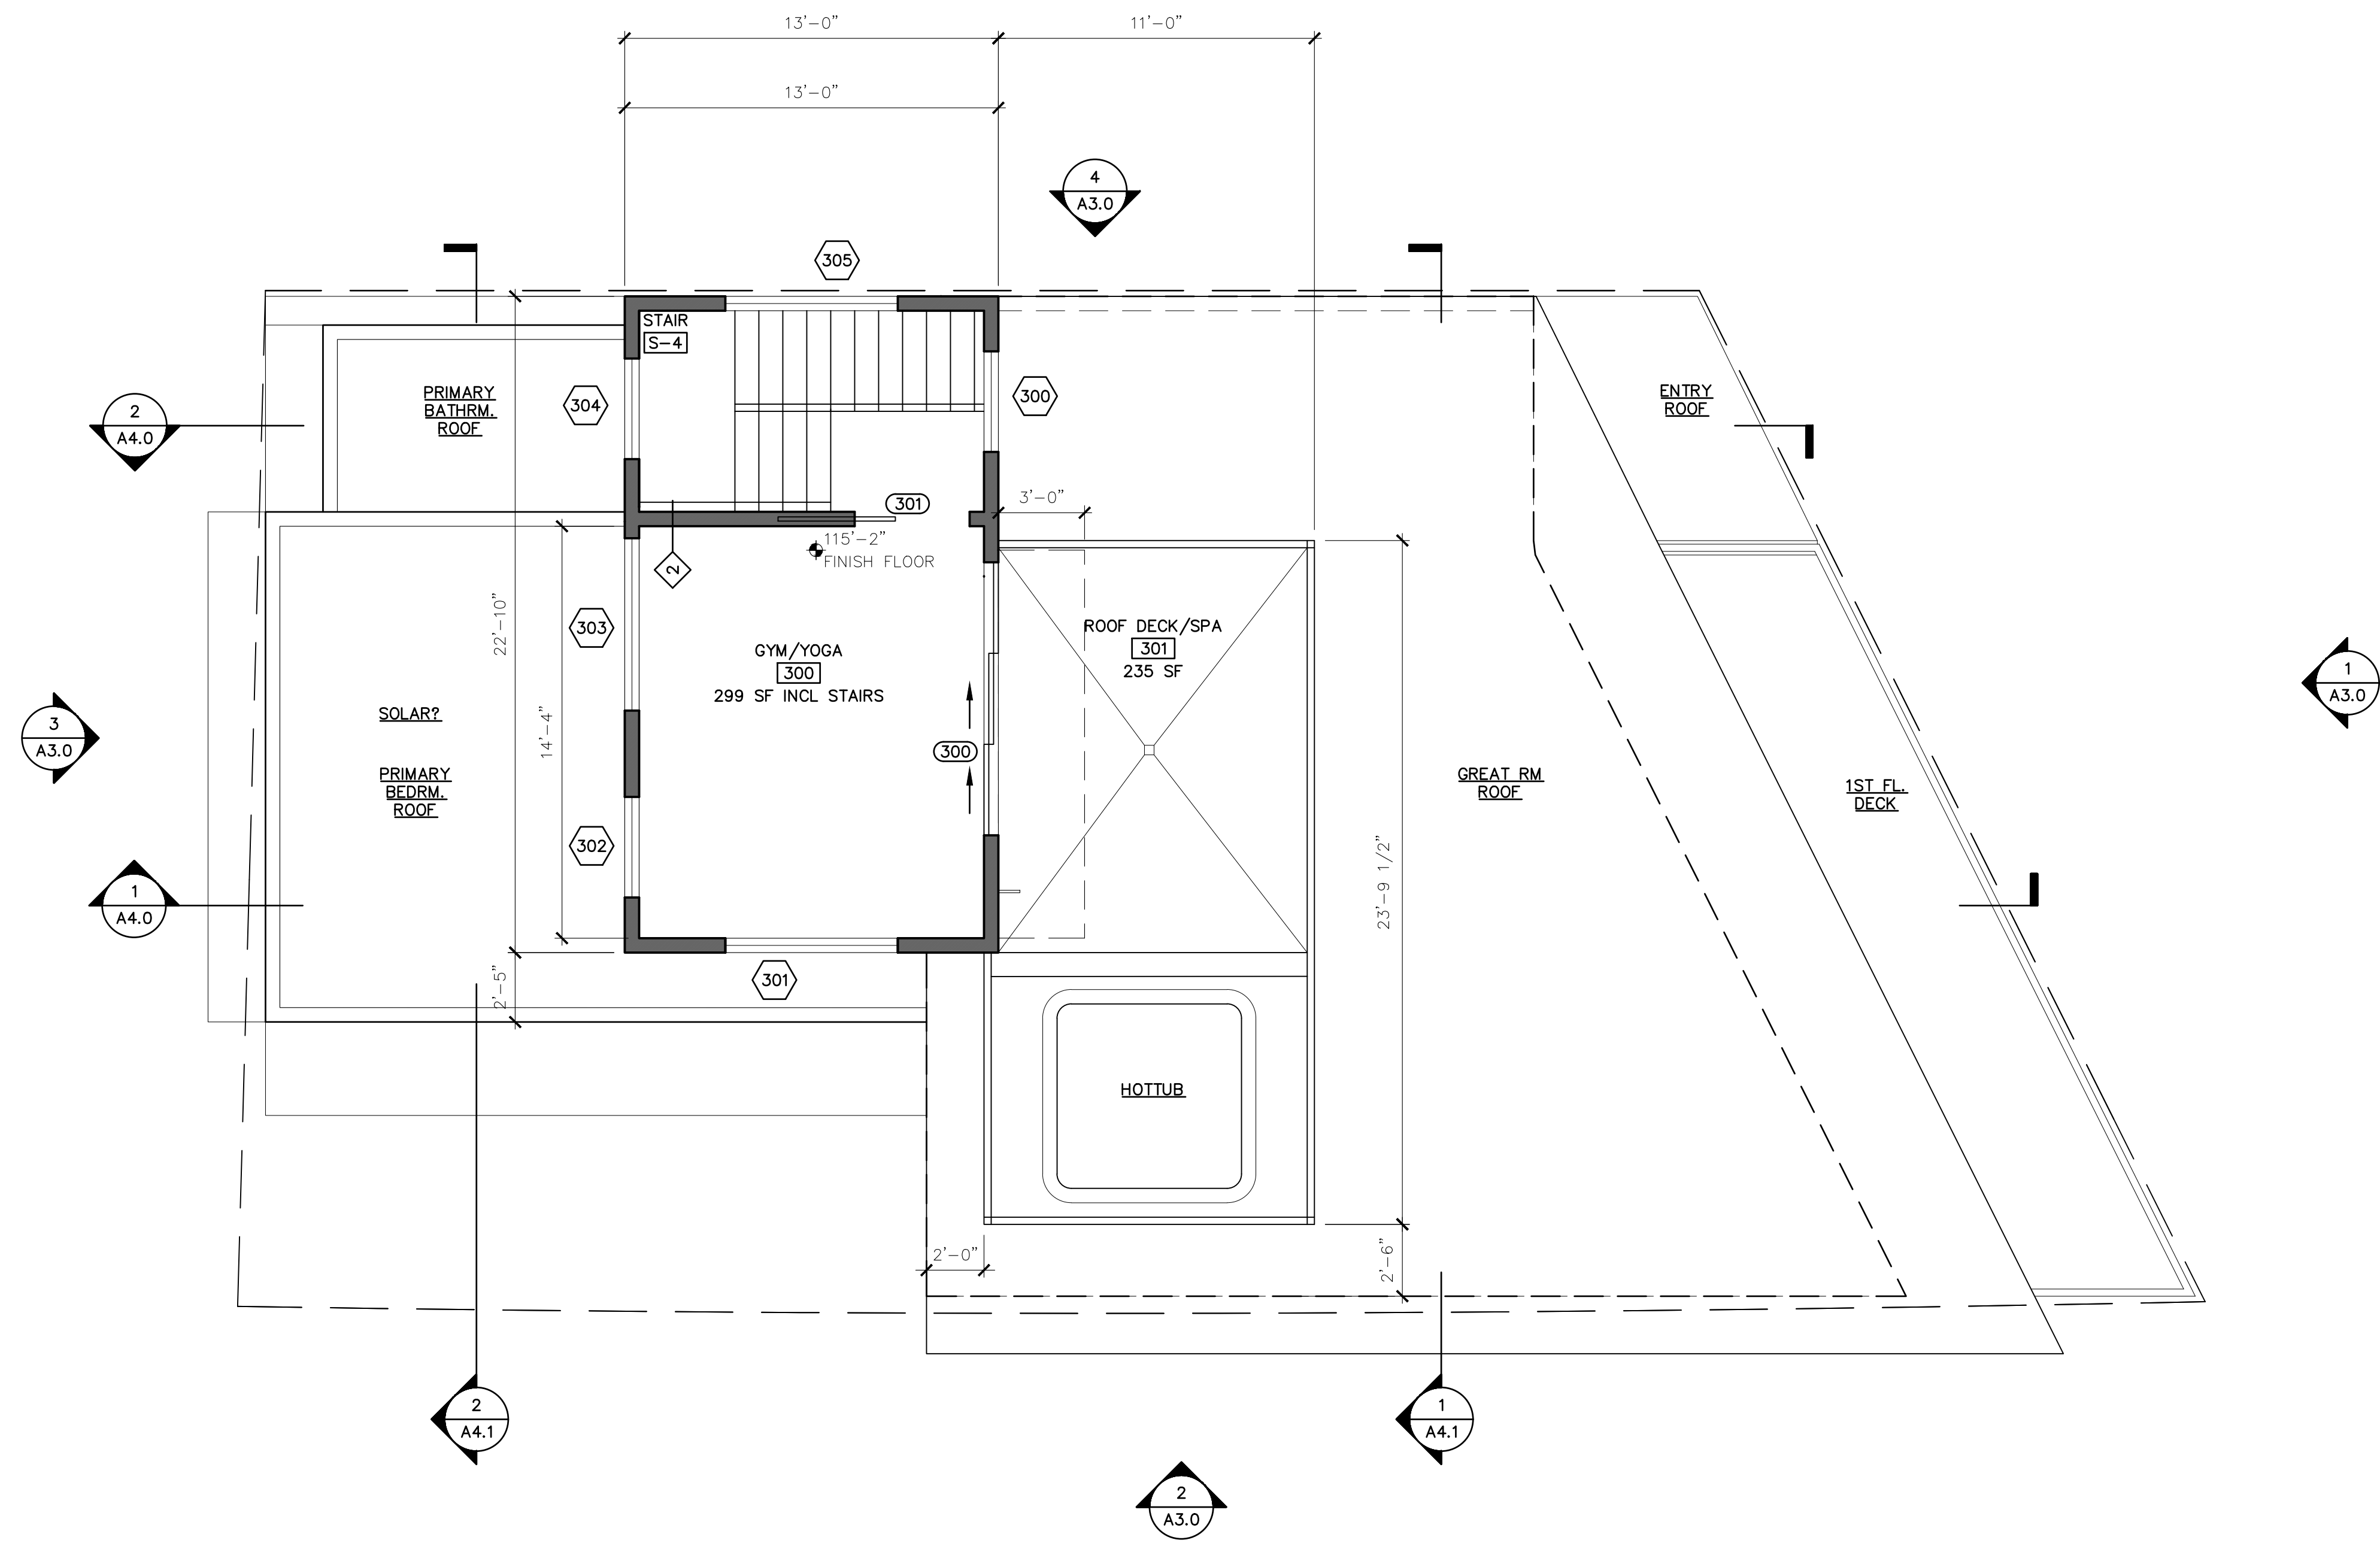 13'-0"
11'-0"
13'-0"
4
A3.0
305
STAIR
S-4
PRIMARY
BATHRM.
ROOF
304
300
ENTRY
ROOF
2
A4.0
301
3'-0"
115'-2"
FINISH FLOOR
2
22'-10"
303
14'-4"
GYM/YOGA
300
299 SF INCL STAIRS
ROOF DECK/SPA
301
235 SF
1
A3.0
SOLAR?
3
A3.0
300
PRIMARY
BEDRM.
ROOF
GREAT RM
ROOF
1ST FL.
DECK
302
23'-9 1/2"
1
A4.0
2'-5"
301
HOTTUB
2'-0"
2'-6"
2
A4.1
1
A4.1
2
A3.0